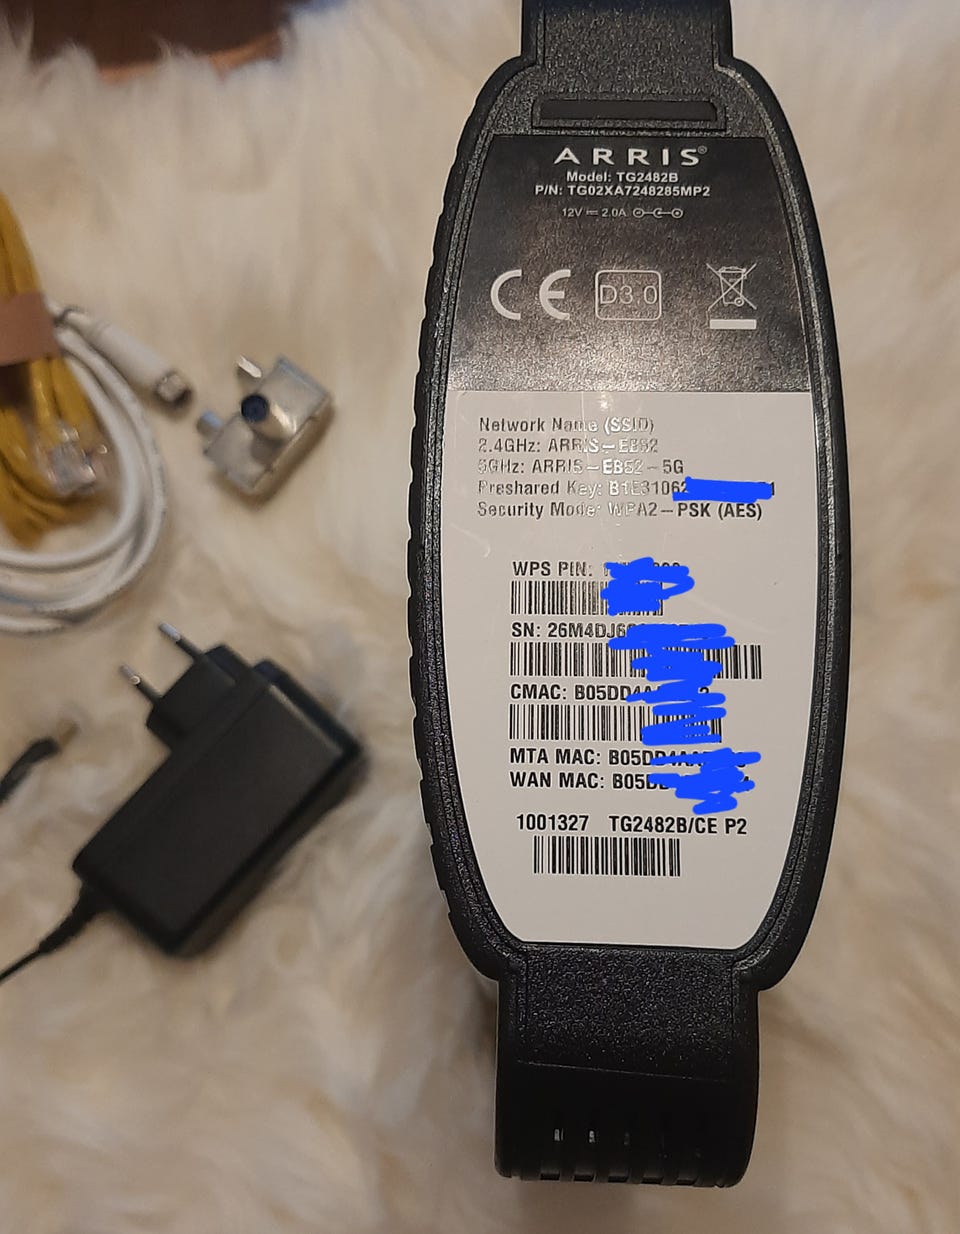 ARRIS®
Model: TG2482B
P/N: TG02XA7248285MP2
12V 2.0A
CE D3.0
Network Name (SSID)
2.4GHz: ARRIS-EB52
5GHz: ARRIS-EB52-5G
Preshared Key:
Security Mode: WPA2-PSK (AES)
WPS PIN:
SN:
CMAC:
MTA MAC:
WAN MAC:
1001327 TG2482B/CE P2